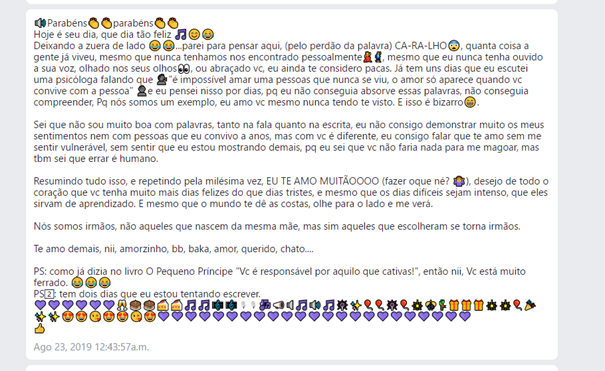 🔊Parabéns👏👏parabéns👏👏
Hoje é seu dia, que dia tão feliz 🎵😊😂
Deixando a zuera de lado 😂😂...parei para pensar aqui, (pelo perdão da palavra) CA-RA-LHO😨, quanta coisa a
gente já viveu, mesmo que nunca tenhamos nos encontrado pessoalmente, mesmo que eu nunca tenha ouvido
a sua voz, olhado nos seus olhos👀, ou abraçado vc, eu ainda te considero pacas. Já tem uns dias que eu escutei
uma psicóloga falando que "é impossível amar uma pessoas que nunca se viu, o amor só aparece quando vc
convive com a pessoa" e eu pensei nisso por dias, pq eu não conseguia absorve essas palavras, não conseguia
compreender, Pq nós somos um exemplo, eu amo vc mesmo nunca tendo te visto. E isso é bizarro😁.
Sei que não sou muito boa com palavras, tanto na fala quanto na escrita, eu não consigo demonstrar muito os meus
sentimentos nem com pessoas que eu convivo a anos, mas com vc é diferente, eu consigo falar que te amo sem me
sentir vulnerável, sem sentir que eu estou mostrando demais, pq eu sei que vc não faria nada para me magoar, mas
tbm sei que errar é humano.
Resumindo tudo isso, e repetindo pela milésima vez, EU TE AMO MUITÃOOOO (fazer oque né? 🤷), desejo de todo o
coração que vc tenha muito mais dias felizes do que dias tristes, e mesmo que os dias difíceis sejam intenso, que eles
sirvam de aprendizado. E mesmo que o mundo te dê as costas, olhe para o lado e me verá.
Nós somos irmãos, não aqueles que nascem da mesma mãe, mas sim aqueles que escolheram se torna irmãos.
Te amo demais, nii, amorzinho, bb, baka, amor, querido, chato....
PS: como já dizia no livro O Pequeno Príncipe "Vc é responsável por aquilo que cativas!", então nii, Vc está muito
ferrado. 😂😂😂
PS2️⃣: tem dois dias que eu estou tentando escrever.
Ago 23, 2019 12:43:57a.m.